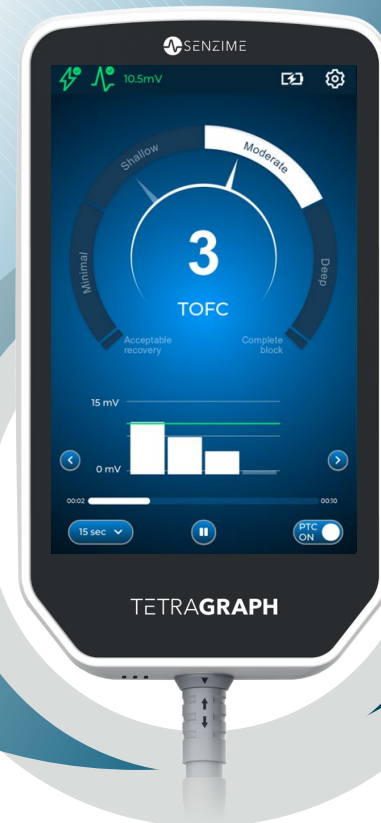 SENZIME
10.5mV
Shallow
Moderate
Minimal
Deep
3
TOFC
Acceptable
recovery
Complete
block
15 mV
0 mV
00:02
00:10
15 sec
PTC
ON
TETRAGRAPH